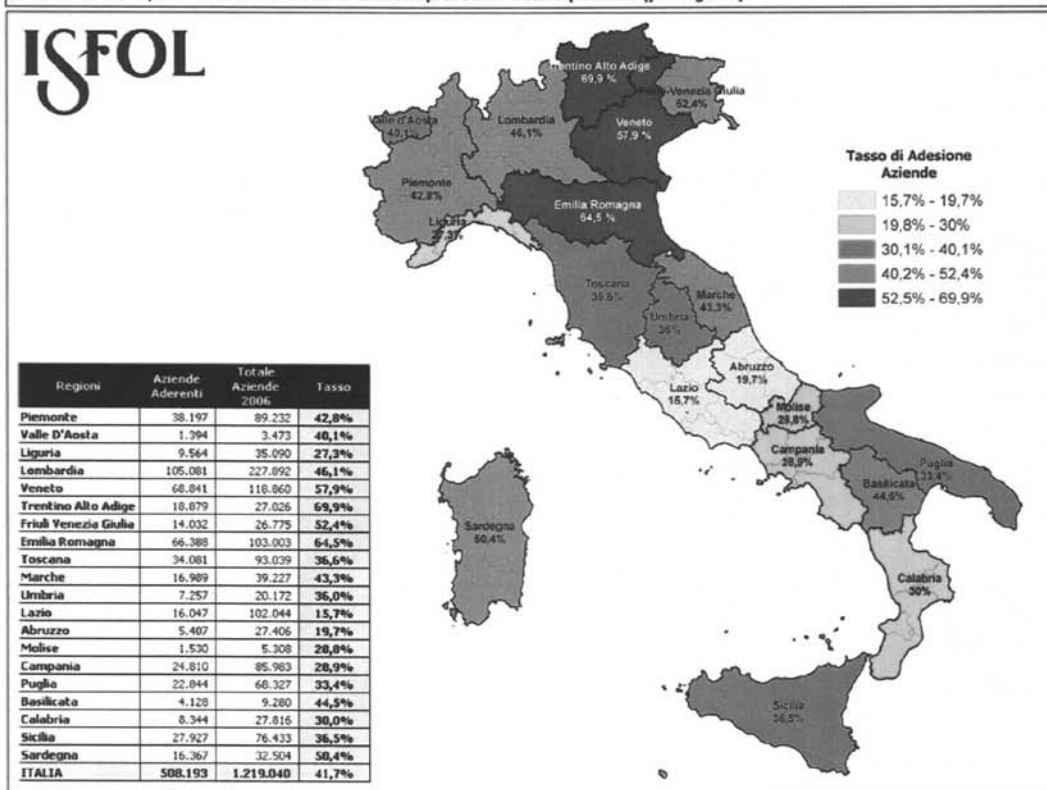 ISFOL
Trentino Alto Adige
69,9 %
Friuli-Venezia Giulia
52,4%
Valle d'Aosta
40,1%
Lombardia
46,1%
Veneto
57,9 %
Piemonte
42,8%
Emilia Romagna
64,5 %
Liguria
27,3%
Toscana
36,6%
Marche
43,3%
Umbria
36%
Abruzzo
19,7%
Lazio
15,7%
Molise
28,8%
Campania
28,9%
Puglia
33,4%
Basilicata
44,6%
Sardegna
50,4%
Calabria
30%
Sicilia
36,5%
Tasso di Adesione
Aziende
15,7% - 19,7%
19,8% - 30%
30,1% - 40,1%
40,2% - 52,4%
52,5% - 69,9%
Regioni Aziende Aderenti Totale Aziende 2006 Tasso
Piemonte 38.197 89.232 42,8%
Valle D'Aosta 1.394 3.473 40,1%
Liguria 9.564 35.090 27,3%
Lombardia 105.081 227.892 46,1%
Veneto 68.841 118.860 57,9%
Trentino Alto Adige 18.879 27.026 69,9%
Friuli Venezia Giulia 14.032 26.775 52,4%
Emilia Romagna 66.388 103.003 64,5%
Toscana 34.081 93.039 36,6%
Marche 16.989 39.227 43,3%
Umbria 7.257 20.172 36,0%
Lazio 16.047 102.044 15,7%
Abruzzo 5.407 27.406 19,7%
Molise 1.530 5.308 28,8%
Campania 24.810 85.983 28,9%
Puglia 22.844 68.327 33,4%
Basilicata 4.128 9.280 44,5%
Calabria 8.344 27.816 30,0%
Sicilia 27.927 76.433 36,5%
Sardegna 16.367 32.504 50,4%
ITALIA 508.193 1.219.040 41,7%